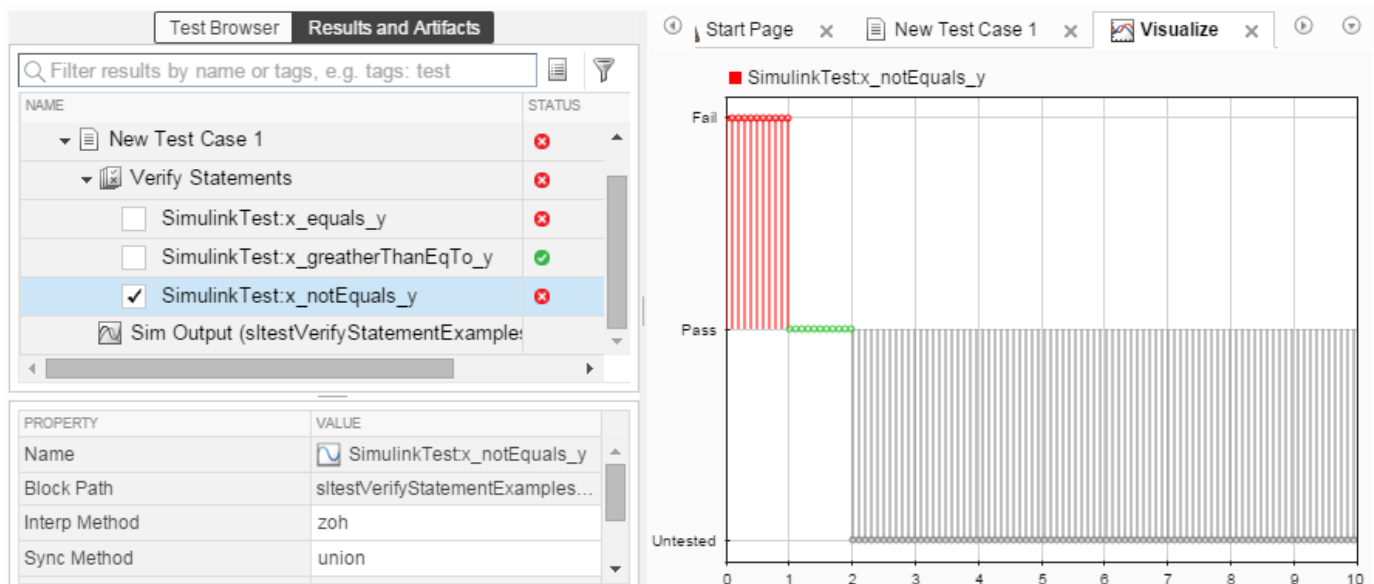 Test Browser Results and Artifacts
Filter results by name or tags, e.g. tags: test
NAME STATUS
New Test Case 1
Verify Statements
SimulinkTest:x_equals_y
SimulinkTest:x_greatherThanEqTo_y
SimulinkTest:x_notEquals_y
Sim Output (sltestVerifyStatementExample
PROPERTY VALUE
Name SimulinkTest:x_notEquals_y
Block Path sltestVerifyStatementExamples...
Interp Method zoh
Sync Method union
Start Page New Test Case 1 Visualize
SimulinkTest:x_notEquals_y
Fail
Pass
Untested
0 1 2 3 4 5 6 7 8 9 10